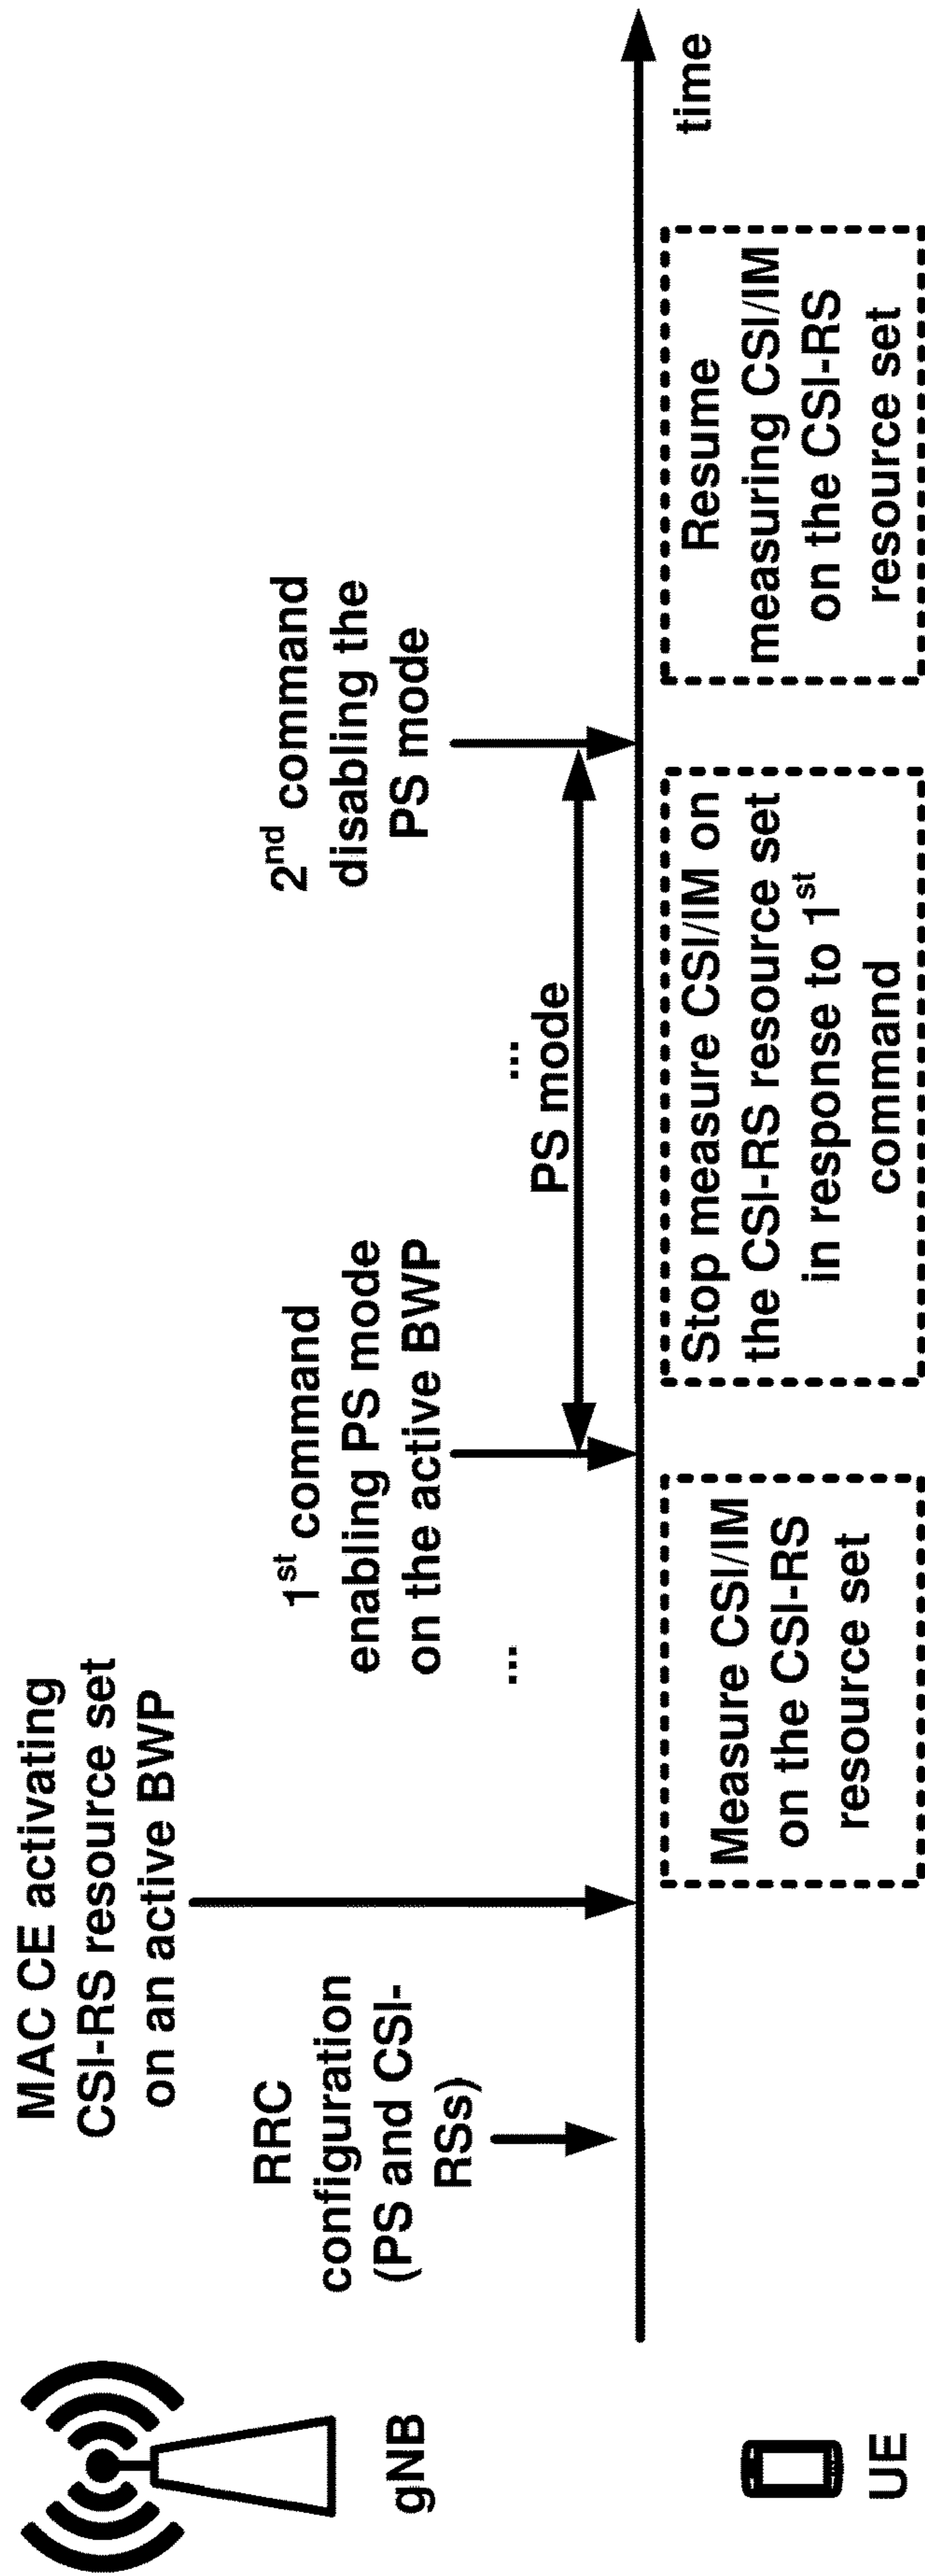 MAC CE activating
CSI-RS resource set
on an active BWP
RRC
configuration
(PS and CSI-
RSs)
1st command
enabling PS mode
on the active BWP
...
2nd command
disabling the
PS mode
...
PS mode
gNB
time
Measure CSI/IM
on the CSI-RS
resource set
Stop measure CSI/IM on
the CSI-RS resource set
in response to 1st
command
Resume
measuring CSI/IM
on the CSI-RS
resource set
UE